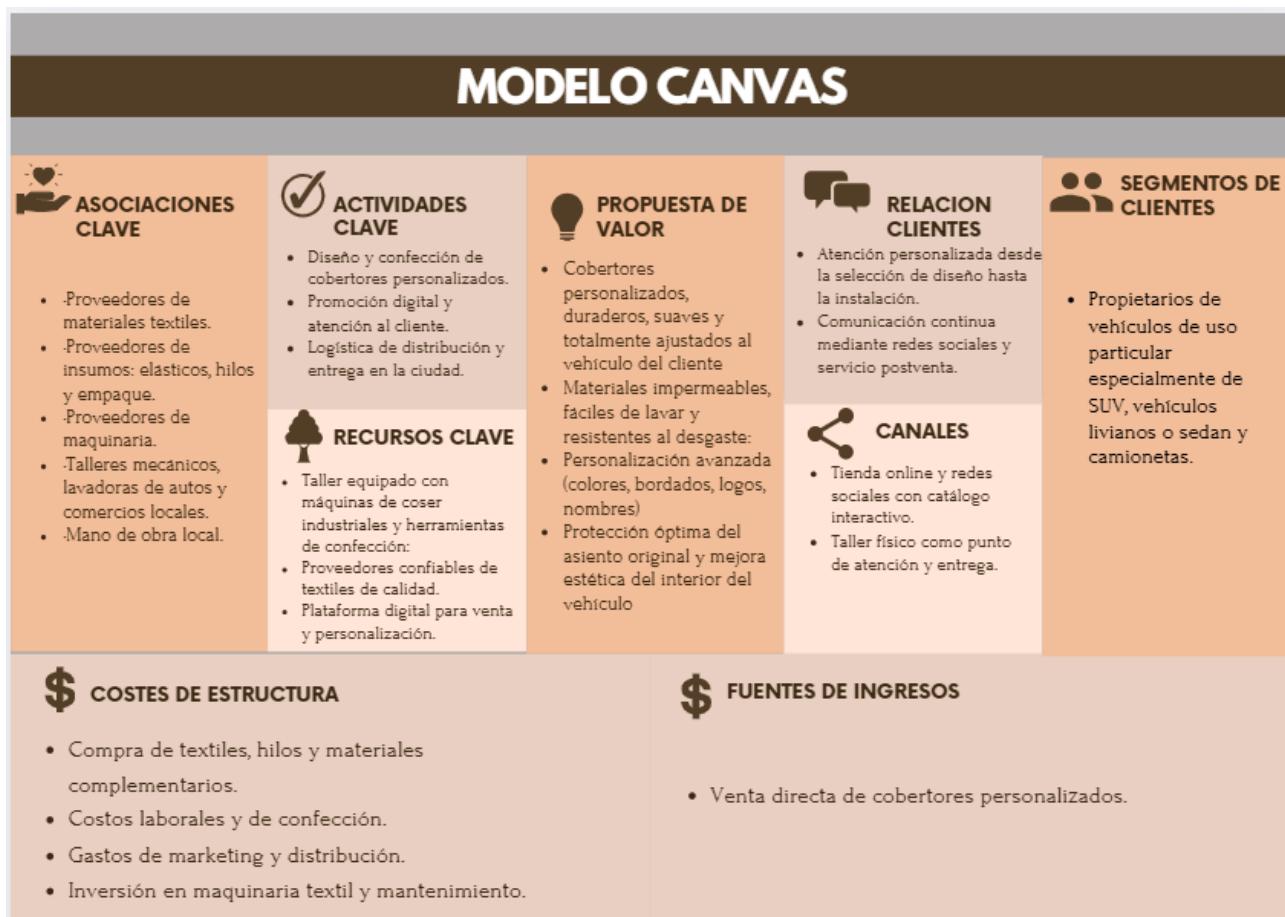 MODELO CANVAS
ASOCIACIONES
CLAVE
• -Proveedores de
materiales textiles.
• -Proveedores de
insumos: elásticos, hilos
y empaque.
• -Proveedores de
maquinaria.
• -Talleres mecánicos,
lavadoras de autos y
comercios locales.
• -Mano de obra local.
ACTIVIDADES
CLAVE
• Diseño y confección de
cobertores personalizados.
• Promoción digital y
atención al cliente.
• Logística de distribución y
entrega en la ciudad.
RECURSOS CLAVE
• Taller equipado con
máquinas de coser
industriales y herramientas
de confección:
• Proveedores confiables de
textiles de calidad.
• Plataforma digital para venta
y personalización.
PROPUESTA DE
VALOR
• Cobertores
personalizados,
duraderos, suaves y
totalmente ajustados al
vehículo del cliente
• Materiales impermeables,
fáciles de lavar y
resistentes al desgaste:
• Personalización avanzada
(colores, bordados, logos,
nombres)
• Protección óptima del
asiento original y mejora
estética del interior del
vehículo
RELACION
CLIENTES
• Atención personalizada desde
la selección de diseño hasta
la instalación.
• Comunicación continua
mediante redes sociales y
servicio postventa.
CANALES
• Tienda online y redes
sociales con catálogo
interactivo.
• Taller físico como punto
de atención y entrega.
SEGMENTOS DE
CLIENTES
• Propietarios de
vehículos de uso
particular
especialmente de
SUV, vehículos
livianos o sedan y
camionetas.
$ COSTES DE ESTRUCTURA
• Compra de textiles, hilos y materiales
complementarios.
• Costos laborales y de confección.
• Gastos de marketing y distribución.
• Inversión en maquinaria textil y mantenimiento.
$ FUENTES DE INGRESOS
• Venta directa de cobertores personalizados.